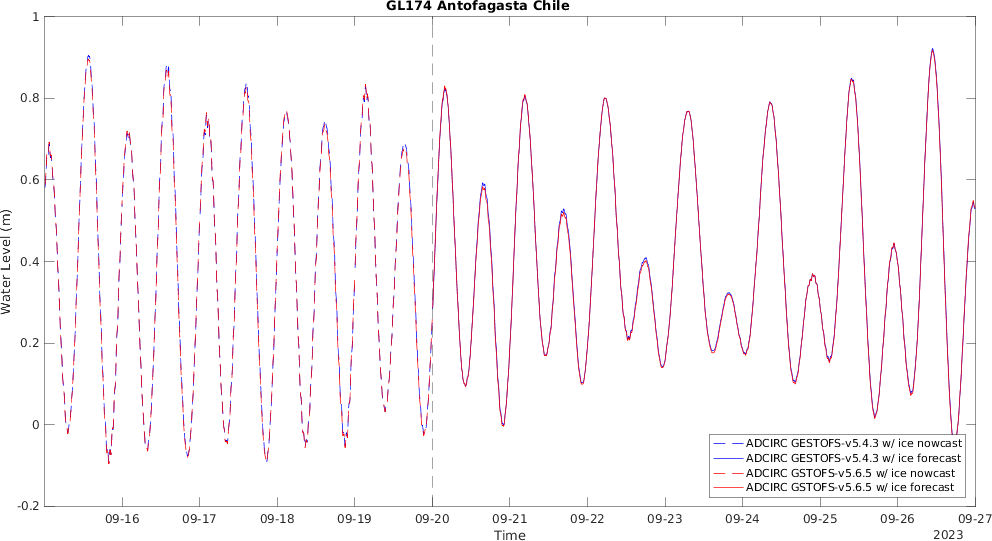 GL174 Antofagasta Chile
1
0.8
0.6
0.4
0.2
0
-0.2
Water Level (m)
ADCIRC GESTOFS-v5.4.3 w/ ice nowcast
ADCIRC GESTOFS-v5.4.3 w/ ice forecast
ADCIRC GSTOFS-v5.6.5 w/ ice nowcast
ADCIRC GSTOFS-v5.6.5 w/ ice forecast
09-16 09-17 09-18 09-19 09-20 09-21 09-22 09-23 09-24 09-25 09-26 09-27
Time
2023